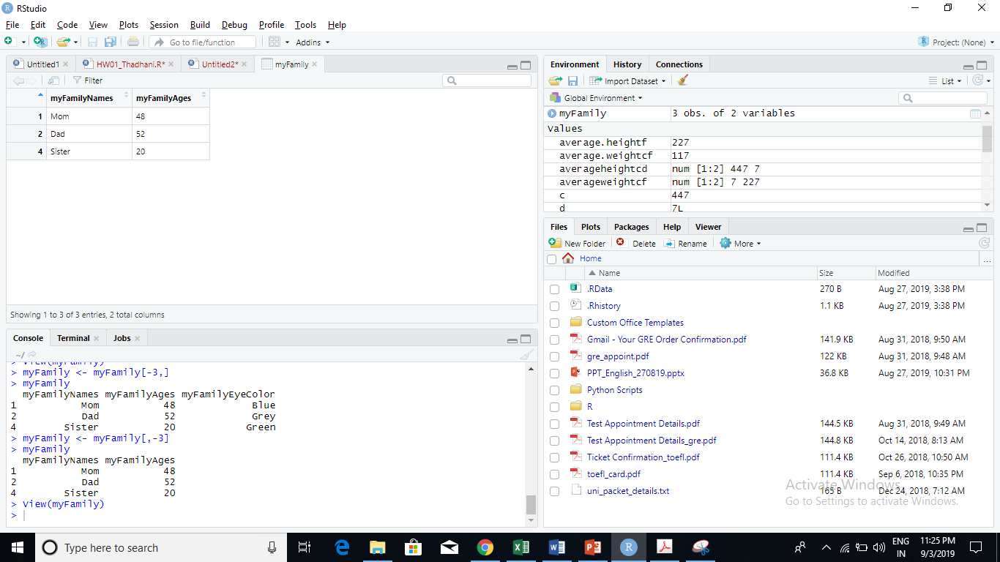 RStudio
File Edit Code View Plots Session Build Debug Profile Tools Help
Go to file/function Addins Project: (None)
Untitled1 HW01_Thadhani.R* Untitled2* myFamily
Filter
myFamilyNames myFamilyAges
1 Mom 48
2 Dad 52
4 Sister 20
Showing 1 to 3 of 3 entries, 2 total columns
Console Terminal Jobs
~/
> View(myFamily)
> myFamily <- myFamily[-3,]
> myFamily
myFamilyNames myFamilyAges myFamilyEyeColor
1 Mom 48 Blue
2 Dad 52 Grey
4 Sister 20 Green
> myFamily <- myFamily[,-3]
> myFamily
myFamilyNames myFamilyAges
1 Mom 48
2 Dad 52
4 Sister 20
> View(myFamily)
>
Environment History Connections
Import Dataset List
Global Environment
myFamily 3 obs. of 2 variables
Values
average.heightf 227
average.weightcf 117
averageheightcd num [1:2] 447 7
averageweightcf num [1:2] 7 227
c 447
d 7L
Files Plots Packages Help Viewer
New Folder Delete Rename More
Home ...
Name Size Modified
.RData 270 B Aug 27, 2019, 3:38 PM
.Rhistory 1.1 KB Aug 27, 2019, 3:38 PM
Custom Office Templates
Gmail - Your GRE Order Confirmation.pdf 141.9 KB Aug 31, 2018, 9:50 AM
gre_appoint.pdf 122 KB Aug 31, 2018, 9:48 AM
PPT_English_270819.pptx 36.8 KB Aug 27, 2019, 10:31 PM
Python Scripts
R
Test Appointment Details.pdf 144.5 KB Aug 31, 2018, 9:49 AM
Test Appointment Details_gre.pdf 144.8 KB Oct 14, 2018, 8:13 AM
Ticket Confirmation_toefl.pdf 111.4 KB Oct 26, 2018, 10:50 AM
toefl_card.pdf 111.4 KB Sep 6, 2018, 10:35 PM
uni_packet_details.txt 165 B Dec 24, 2018, 7:12 AM
Activate Windows
Go to Settings to activate Windows.
Type here to search
ENG
IN
11:25 PM
9/3/2019